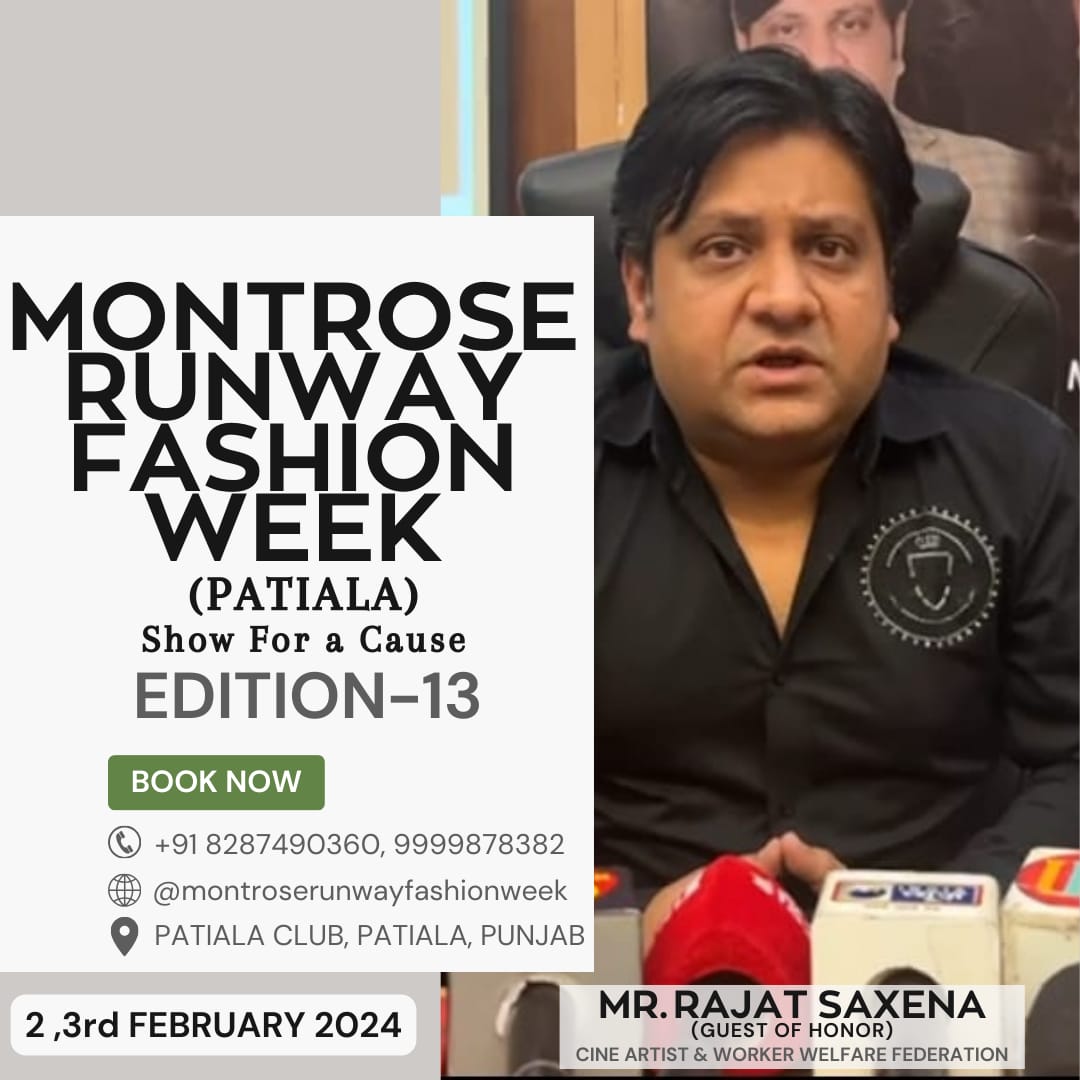 MONTROSE
RUNWAY
FASHION
WEEK
(PATIALA)
Show For a Cause
EDITION-13
BOOK NOW
+91 8287490360, 9999878382
@montroserunwayfashionweek
PATIALA CLUB, PATIALA, PUNJAB
2 ,3rd FEBRUARY 2024
MR. RAJAT SAXENA
(GUEST OF HONOR)
CINE ARTIST & WORKER WELFARE FEDERATION